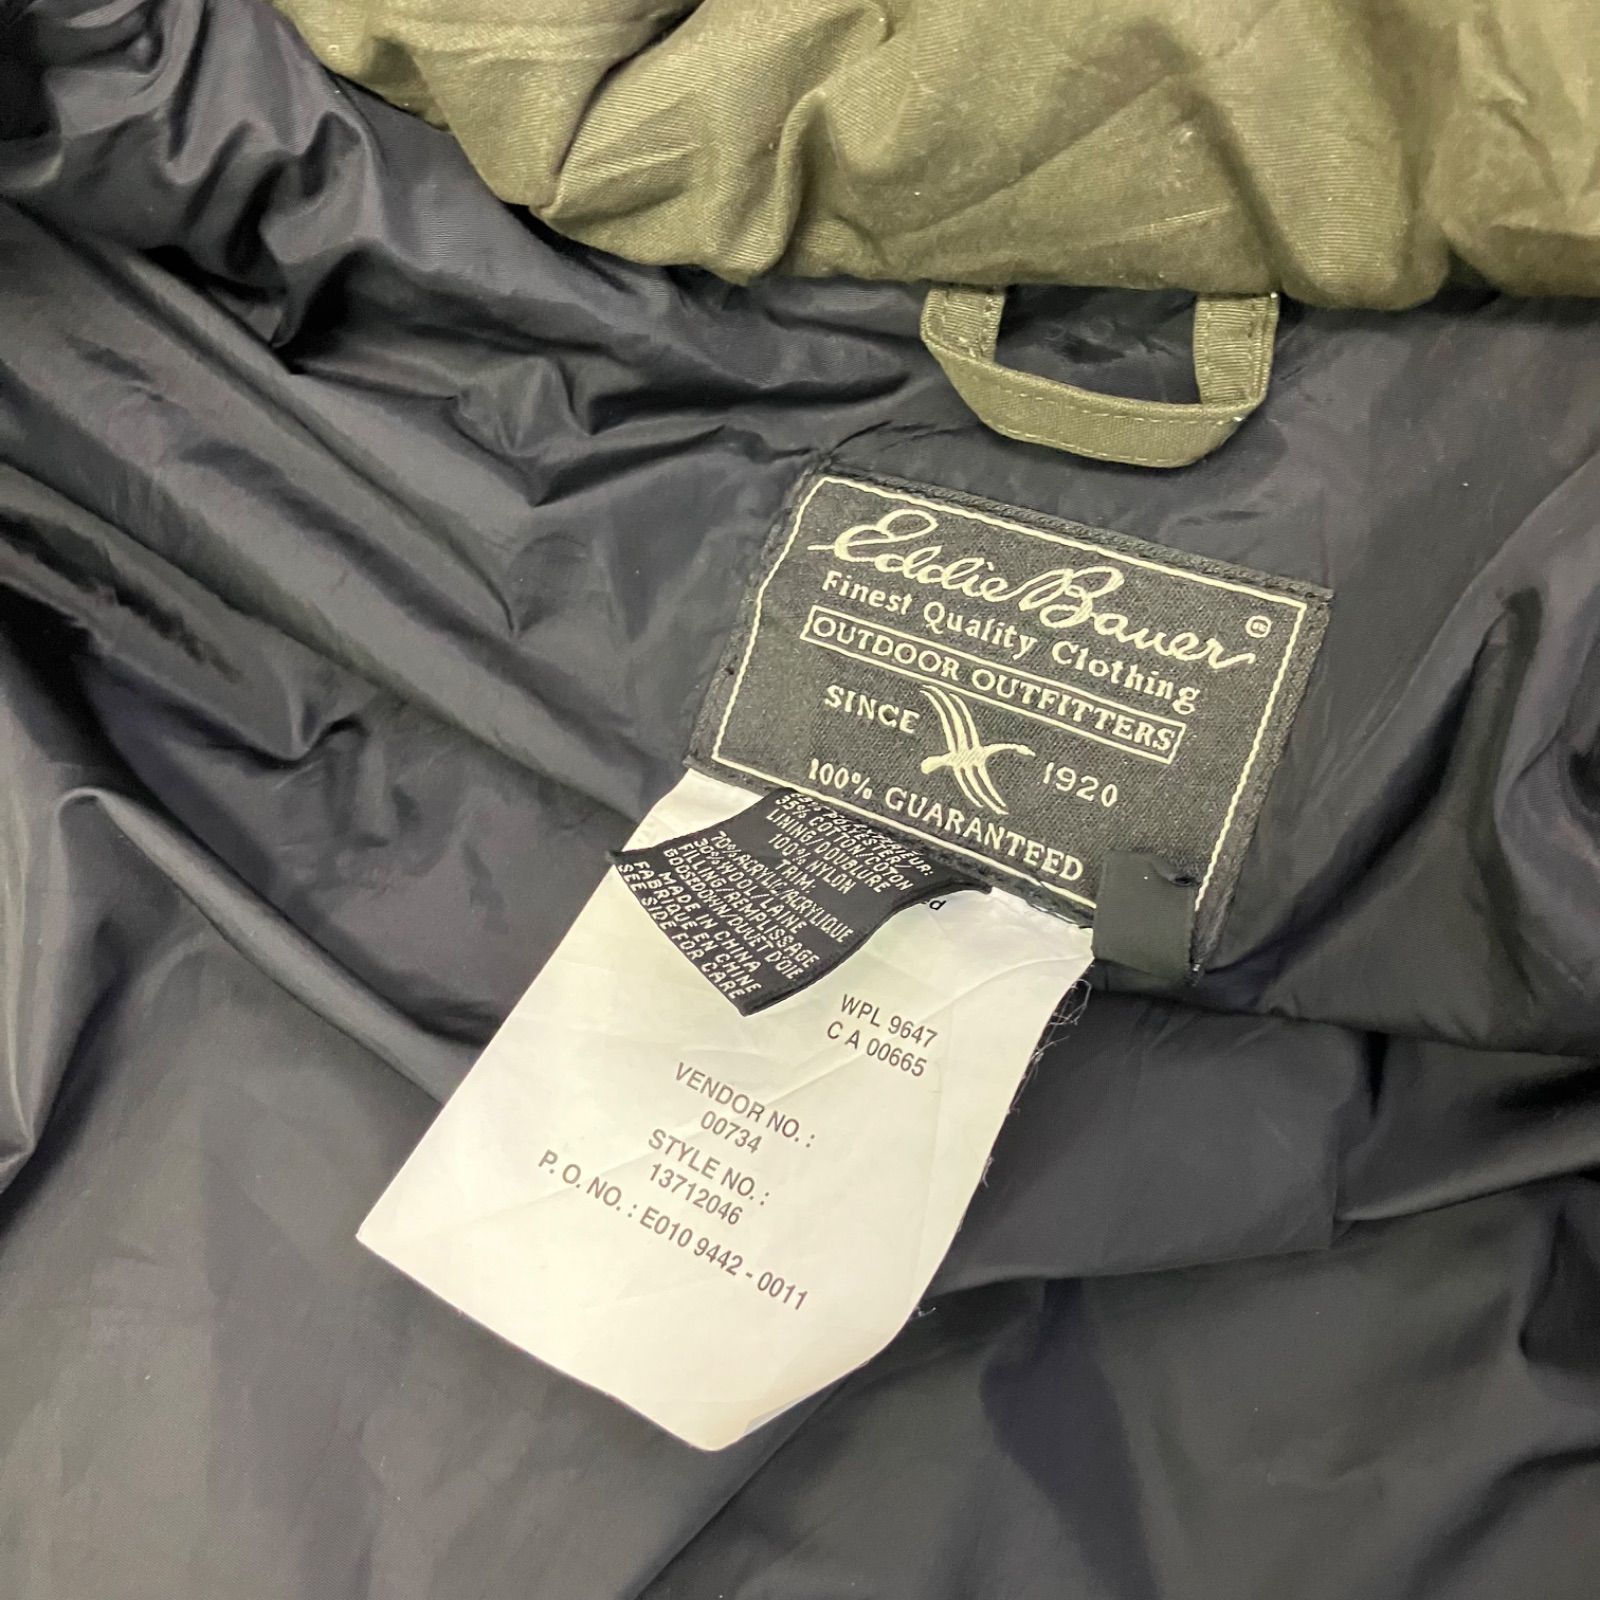 Eddie Bauer ®
Finest Quality Clothing
OUTDOOR OUTFITTERS
SINCE 1920
100% GUARANTEED
35% COTTON/COTON
LINING/DOUBLURE
100% NYLON
TRIM:
70% ACRYLIC/ACRYLIQUE
30% WOOL/LAINE
FILLING/REMPLISSAGE
GOOSEDOWN/DUVET D'OIE
MADE IN CHINA
FABRIQUE EN CHINE
SEE SIDE FOR CARE
WPL 9647
C A 00665
VENDOR NO. :
00734
STYLE NO. :
13712046
P. O. NO. : E010 9442 - 0011